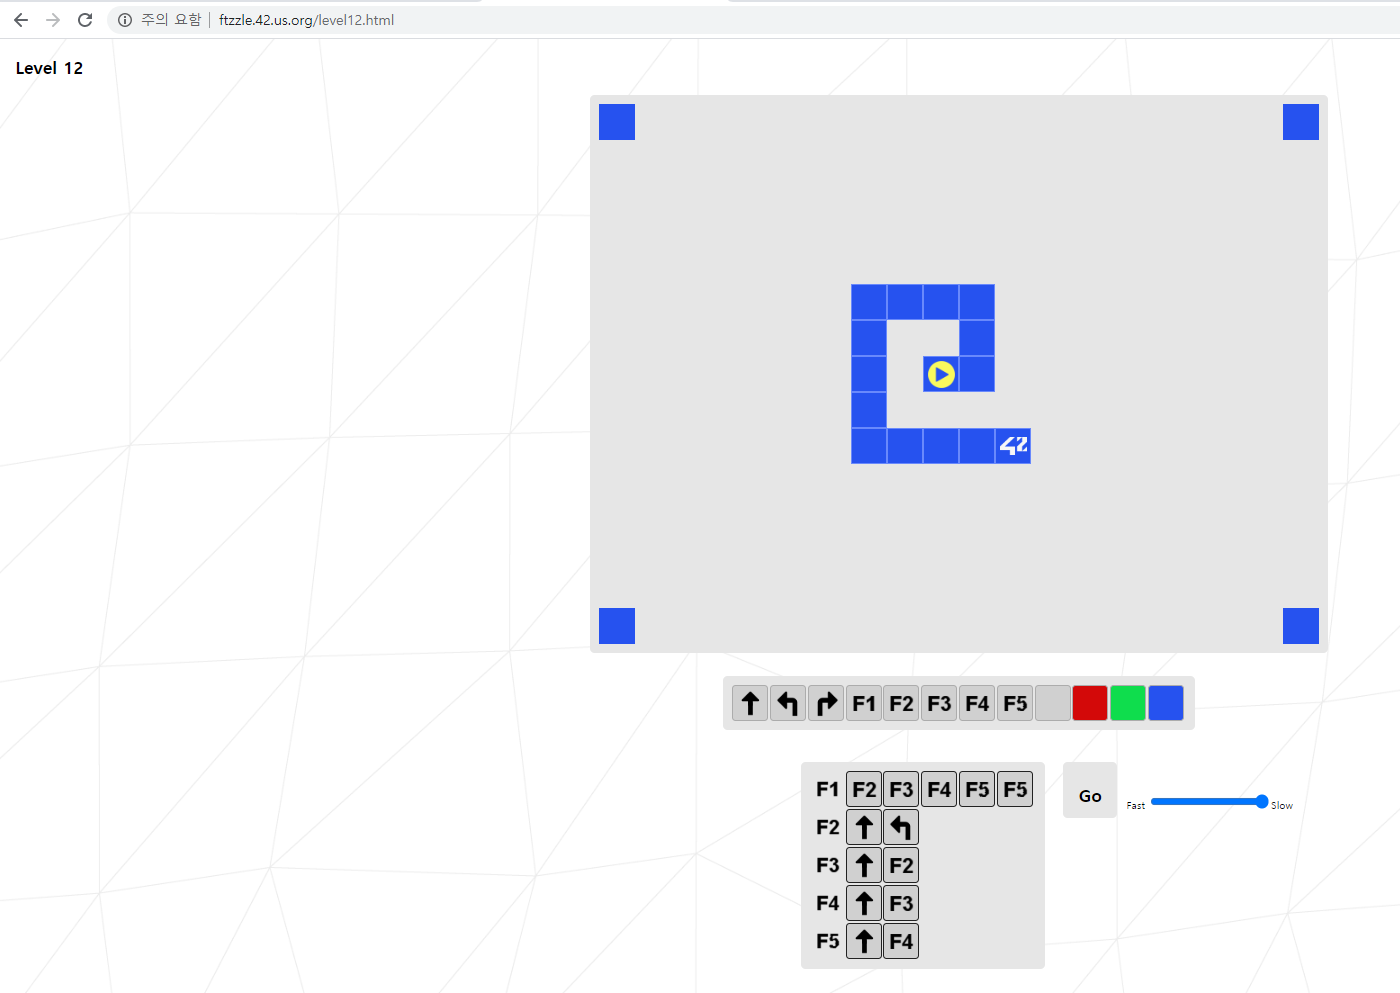 주의 요함 | ftzzle.42.us.org/level12.html
Level 12
42
F1 F2 F3 F4 F5
F1 F2 F3 F4 F5 F5
Go
Fast Slow
F2
F3 F2
F4 F3
F5 F4